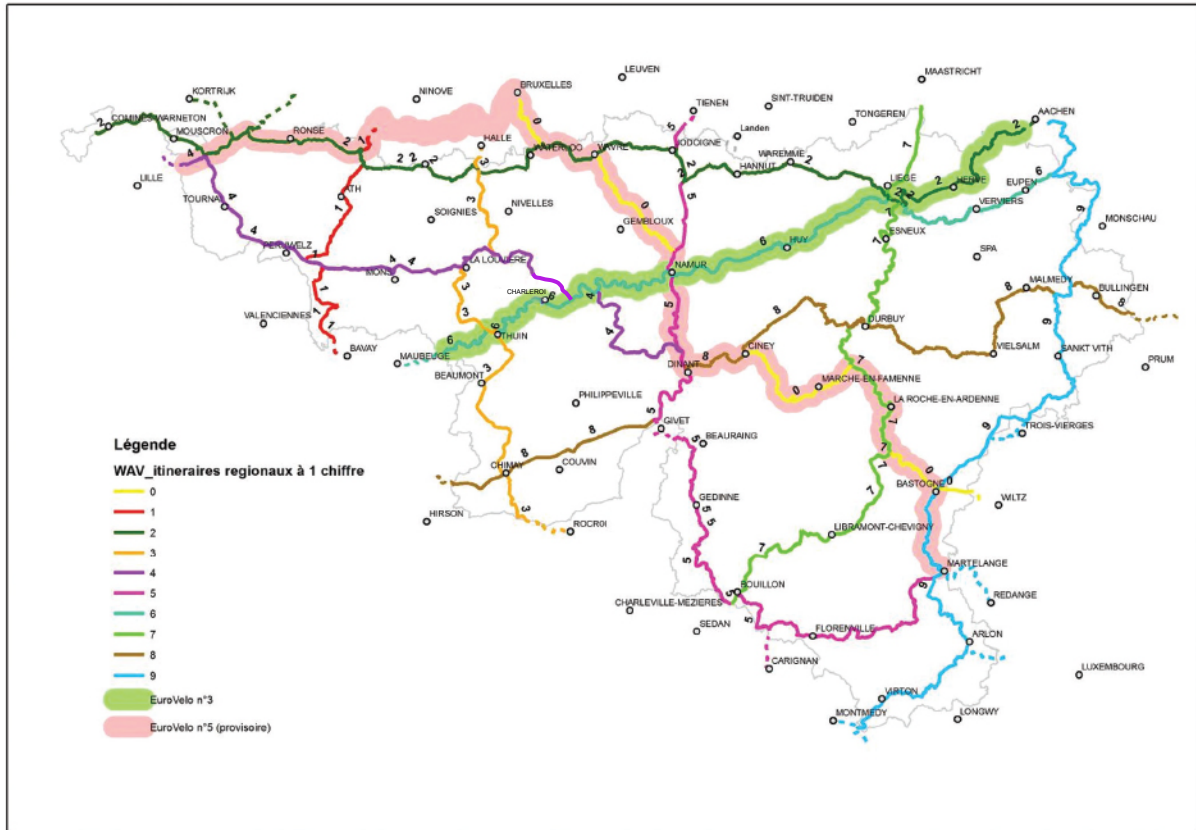 KORTRIJK
NINOVE
BRUXELLES
LEUVEN
MAASTRICHT
TIENEN
SINT-TRUIDEN
TONGEREN
AACHEN
COMINES-WARNETON
MOUSCRON
RONSE
HALLE
WATERLOO
WAVRE
JODOIGNE
Landen
HANNUT
WAREMME
LIEGE
HERVE
EUPEN
VERVIERS
LILLE
TOURNAI
ATH
SOIGNIES
NIVELLES
GEMBLOUX
HUY
ESNEUX
SPA
MONSCHAU
PERUWELZ
MONS
LA LOUVIERE
NAMUR
CHARLEROI
MALMEDY
BULLINGEN
VALENCIENNES
BAVAY
MAUBEUGE
THUIN
BEAUMONT
DINANT
CINEY
DURBUY
VIELSALM
SANKT VITH
PRUM
MARCHE-EN-FAMENNE
PHILIPPEVILLE
LA ROCHE-EN-ARDENNE
GIVET
BEAURAING
TROIS-VIERGES
CHIMAY
COUVIN
BASTOGNE
WILTZ
HIRSON
ROCROI
GEDINNE
LIBRAMONT-CHEVIGNY
MARTELANGE
REDANGE
BOUILLON
CHARLEVILLE-MEZIERES
SEDAN
FLORENVILLE
CARIGNAN
ARLON
LUXEMBOURG
VIRTON
MONTMEDY
LONGWY
Légende
WAV_itineraires regionaux à 1 chiffre
0
1
2
3
4
5
6
7
8
9
EuroVelo n°3
EuroVelo n°5 (provisoire)